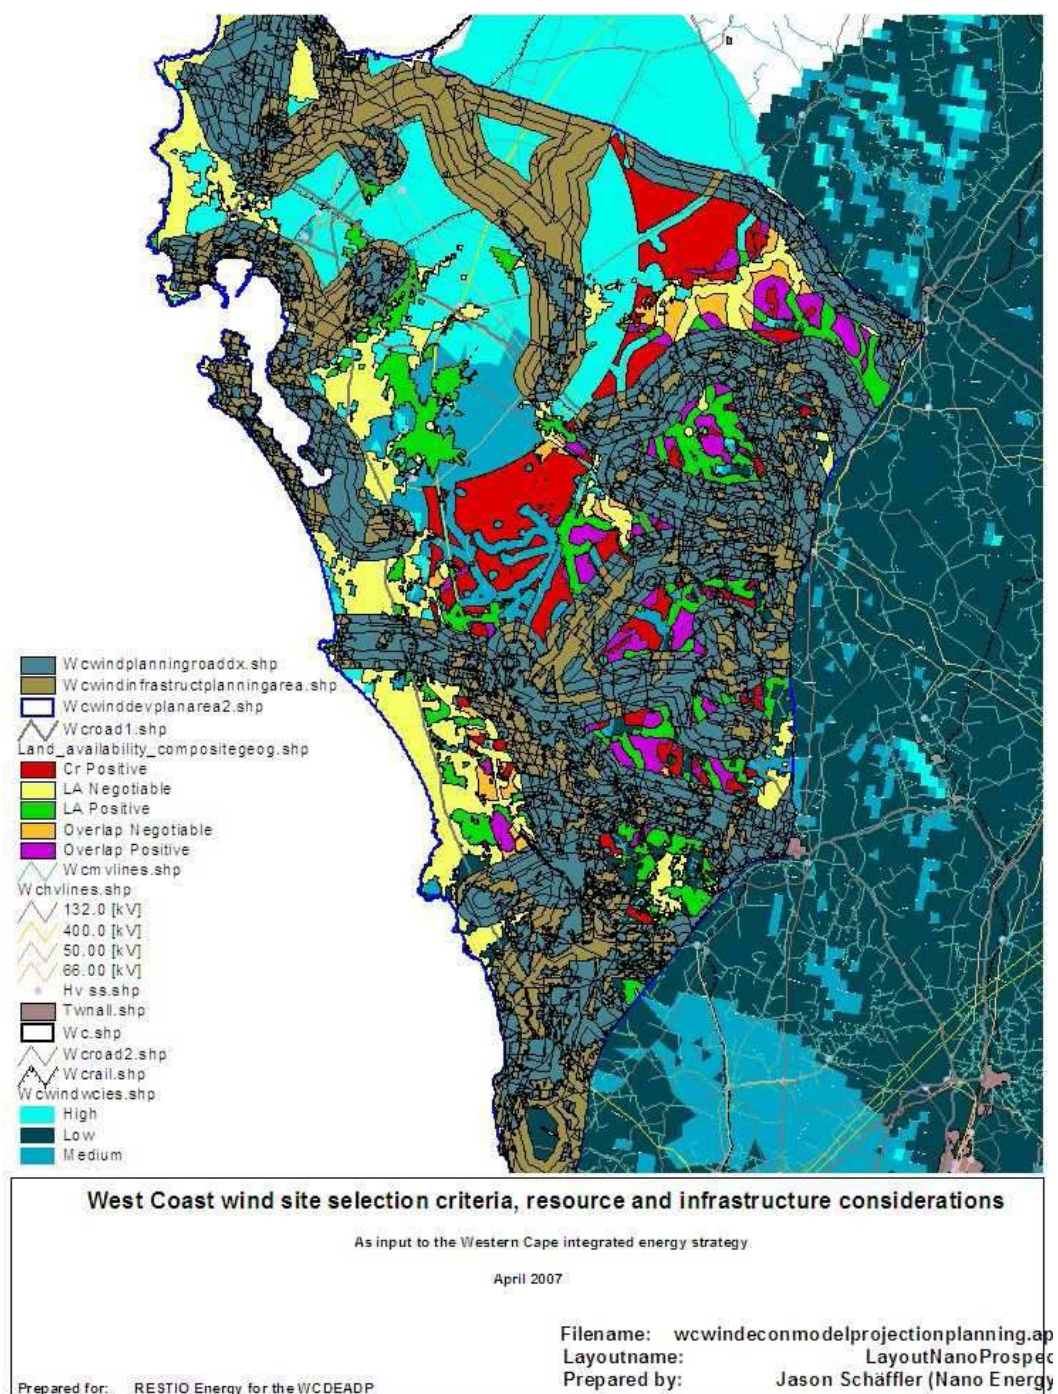 Wcwindplanningroaddx.shp
Wcwindinfrastructplanningarea.shp
Wcwinddevplanarea2.shp
Wcroad1.shp
Land_availability_compositegeog.shp
Cr Positive
LA Negotiable
LA Positive
Overlap Negotiable
Overlap Positive
Wcmvlines.shp
Wchvlines.shp
132.0 [kV]
400.0 [kV]
50.00 [kV]
66.00 [kV]
Hv ss.shp
Twnall.shp
Wc.shp
Wcroad2.shp
Wcrail.shp
Wcwindwcies.shp
High
Low
Medium
West Coast wind site selection criteria, resource and infrastructure considerations
As input to the Western Cape integrated energy strategy
April 2007
Filename: wcwindeconmodelprojectionplanning.ap
Layoutname: LayoutNanoProspec
Prepared for: RESTIO Energy for the WCDEADP
Prepared by: Jason Schäffler (Nano Energy